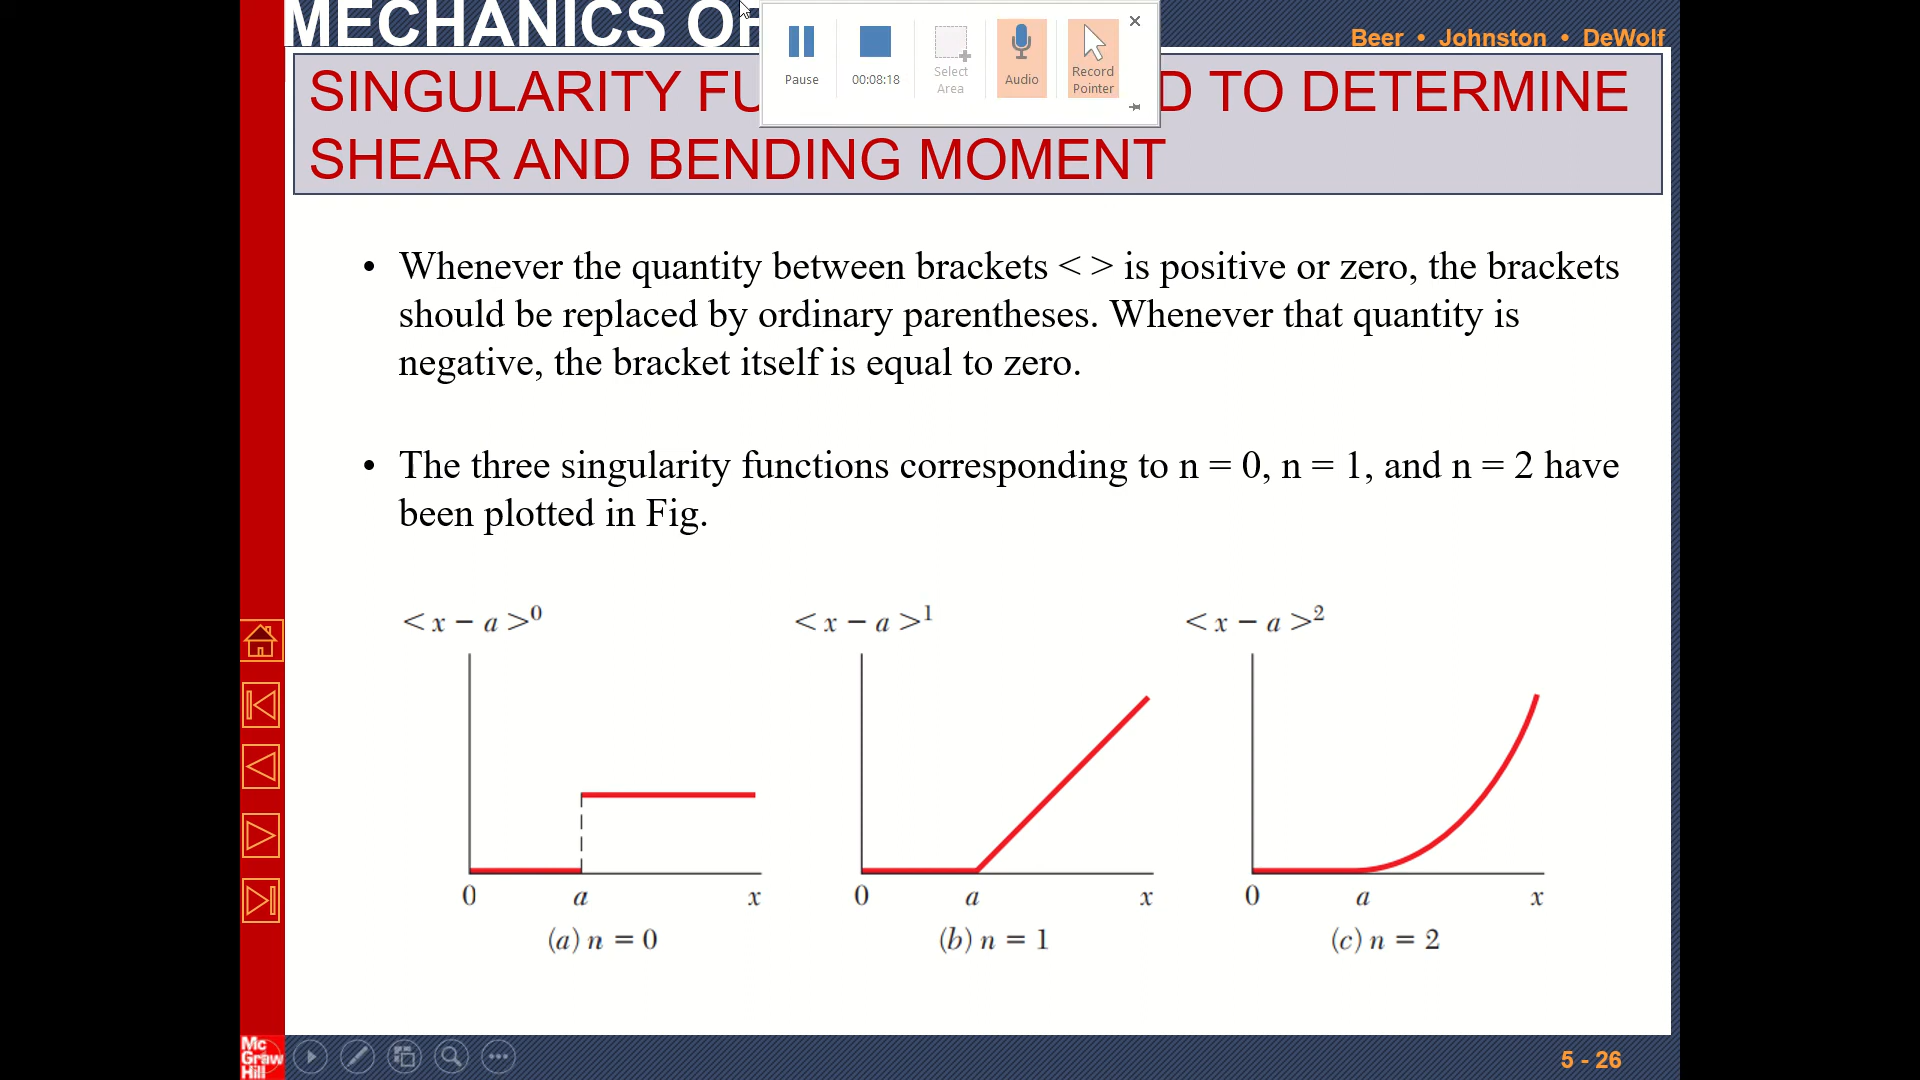 MECHANICS OF
Beer • Johnston • DeWolf
Pause
00:08:18
Select
Area
Audio
Record
Pointer
SINGULARITY FU D TO DETERMINE
SHEAR AND BENDING MOMENT
• Whenever the quantity between brackets < > is positive or zero, the brackets
should be replaced by ordinary parentheses. Whenever that quantity is
negative, the bracket itself is equal to zero.
• The three singularity functions corresponding to n = 0, n = 1, and n = 2 have
been plotted in Fig.
<x − a>⁰ <x − a>¹ <x − a>²
0 a x 0 a x 0 a x
(a) n = 0 (b) n = 1 (c) n = 2
Mc
Graw
Hill
5 - 26